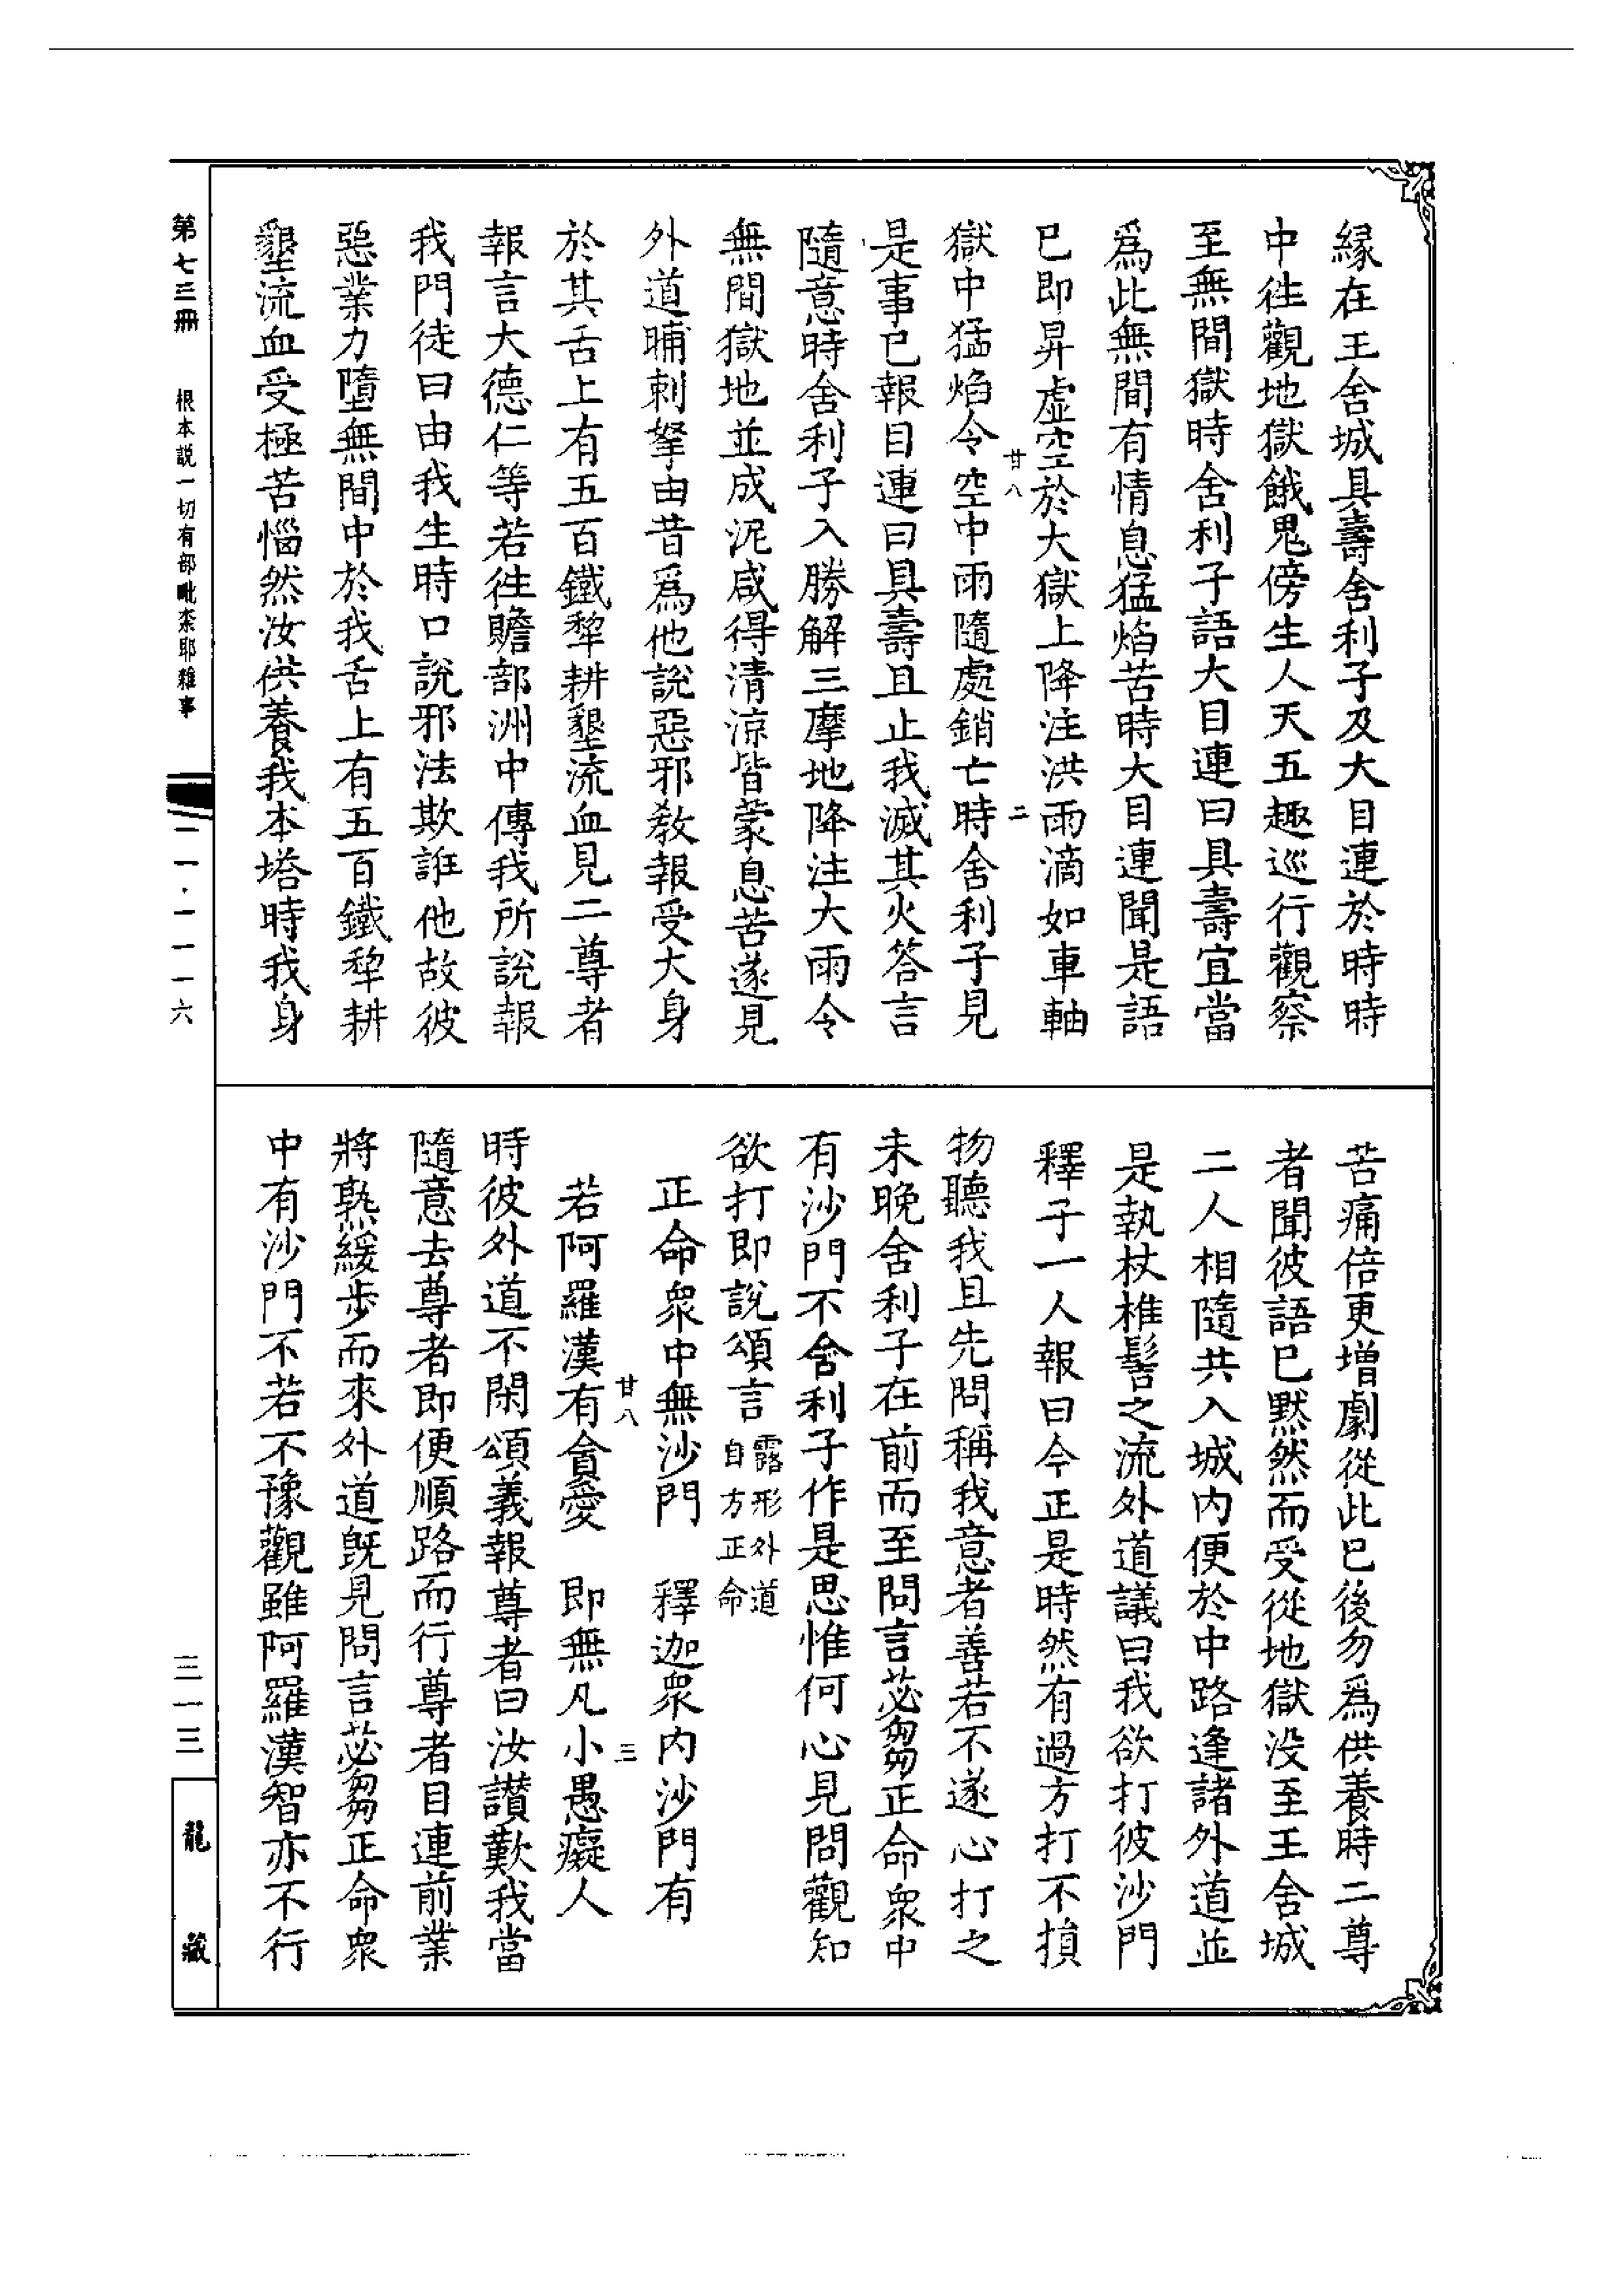 縁在王舍城具壽舍利子及大目連於時時
中徃觀地獄餓鬼傍生人天五趣巡行觀察
至無間獄時舍利子語大目連曰具壽宜當
爲此無間有情息猛焰苦時大目連聞是語
已即昇虚空於大獄上降注洪雨滴如車軸
廿八
二
獄中猛焰令空中雨隨處銷亡時舍利子見
是事已報目連曰具壽且止我滅其火答言
隨意時舍利子入勝解三摩地降注大雨令
無間獄地並成泥咸得清涼皆蒙息苦遂見
外道晡剌拏由昔爲他說惡邪教報受大身
於其舌上有五百鐵犂耕墾流血見二尊者
報言大德仁等若徃贍部洲中傳我所說報
我門徒曰由我生時口說邪法欺誑他故彼
惡業力墮無間中於我舌上有五百鐵犂耕
墾流血受極苦惱然汝供養我本塔時我身
苦痛倍更增劇從此已後勿爲供養時二尊
者聞彼語已黙然而受從地獄没至王舍城
二人相隨共入城内便於中路逢諸外道並
是執杖椎髻之流外道議曰我欲打彼沙門
釋子一人報曰今正是時然有過方打不損
物聽我且先問稱我意者善若不遂心打之
未晚舍利子在前而至問言苾芻正命衆中
有沙門不舍利子作是思惟何心見問觀知
欲打即說頌言露形外道
自方正命
正命衆中無沙門　釋迦衆内沙門有
廿八
三
若阿羅漢有貪愛　即無凡小愚癡人
時彼外道不閑頌義報尊者曰汝讃歎我當
隨意去尊者即便順路而行尊者目連前業
將熟緩步而來外道旣見問言苾芻正命衆
中有沙門不若不豫觀雖阿羅漢智亦不行
第七三冊　根本説一切有部毗柰耶雜事
一一·一一一六
三一三
龍藏